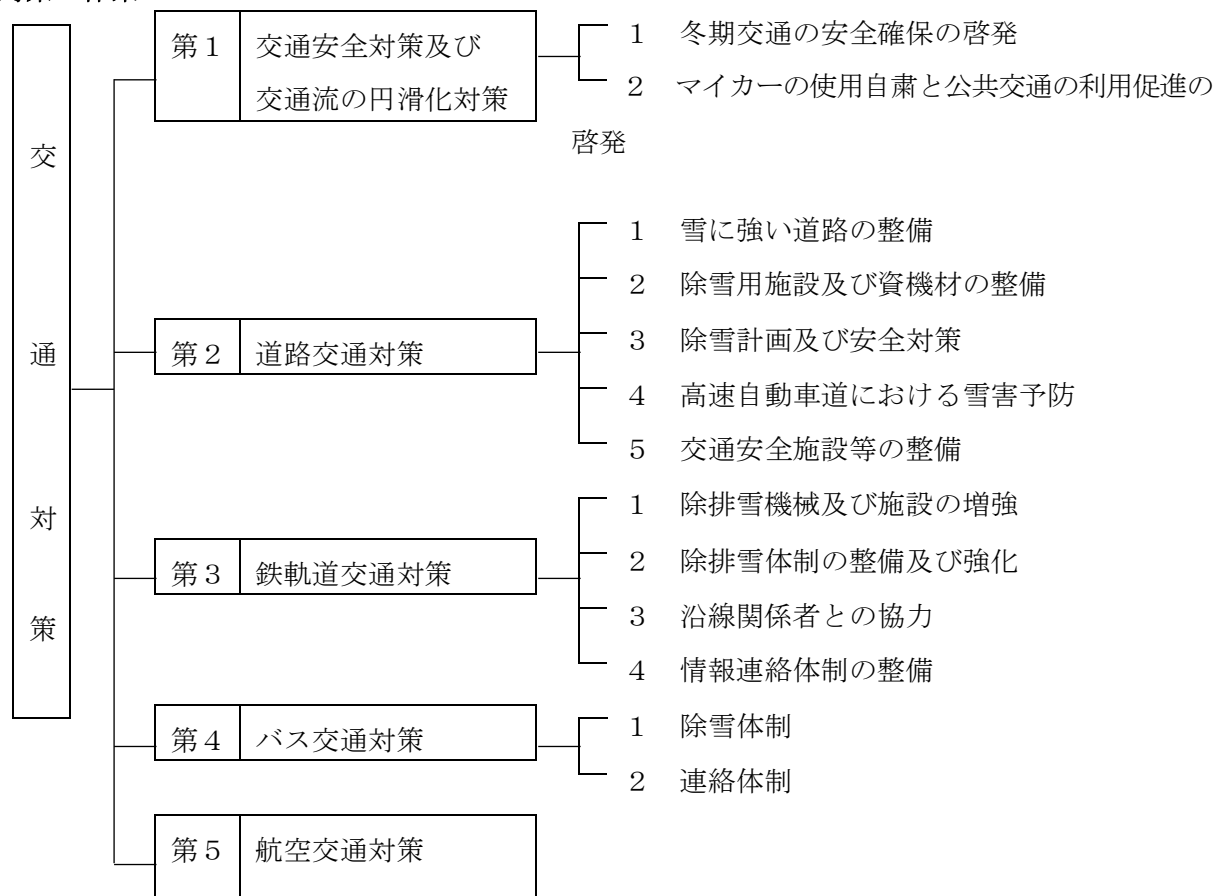 交通対策
第１ 交通安全対策及び
交通流の円滑化対策
１ 冬期交通の安全確保の啓発
２ マイカーの使用自粛と公共交通の利用促進の
啓発
第２ 道路交通対策
１ 雪に強い道路の整備
２ 除雪用施設及び資機材の整備
３ 除雪計画及び安全対策
４ 高速自動車道における雪害予防
５ 交通安全施設等の整備
第３ 鉄軌道交通対策
１ 除排雪機械及び施設の増強
２ 除排雪体制の整備及び強化
３ 沿線関係者との協力
４ 情報連絡体制の整備
第４ バス交通対策
１ 除雪体制
２ 連絡体制
第５ 航空交通対策